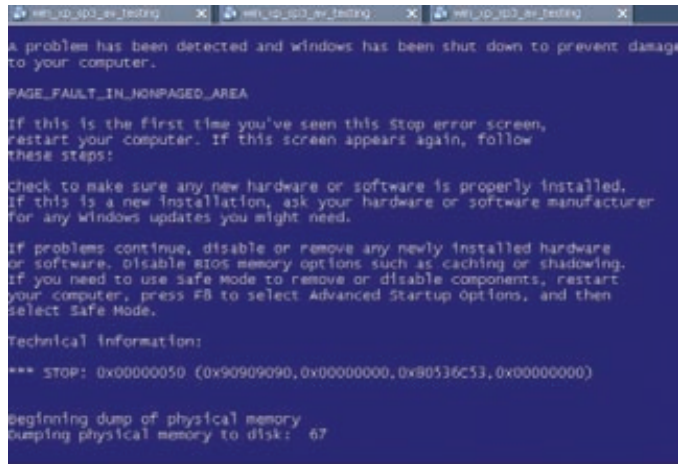 win_xp_sp3_av_testing X win_xp_sp3_av_testing X win_xp_sp3_av_testing X
A problem has been detected and windows has been shut down to prevent damage
to your computer.
PAGE_FAULT_IN_NONPAGED_AREA
If this is the first time you've seen this Stop error screen,
restart your computer. If this screen appears again, follow
these steps:
Check to make sure any new hardware or software is properly installed.
If this is a new installation, ask your hardware or software manufacturer
for any windows updates you might need.
If problems continue, disable or remove any newly installed hardware
or software. Disable BIOS memory options such as caching or shadowing.
If you need to use Safe Mode to remove or disable components, restart
your computer, press F8 to select Advanced Startup Options, and then
select Safe Mode.
Technical information:
*** STOP: 0x00000050 (0x90909090,0x00000000,0x80536C53,0x00000000)
Beginning dump of physical memory
Dumping physical memory to disk: 67